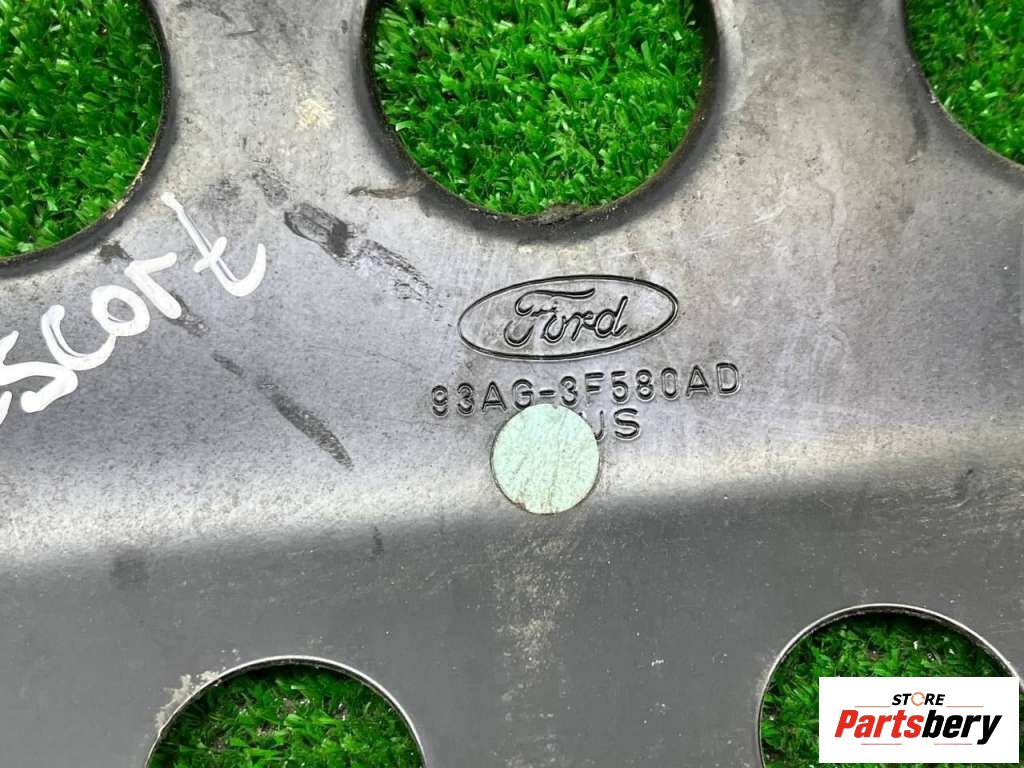 scort
Ford
93AG-3F580AD
US
STORE
Partsbery